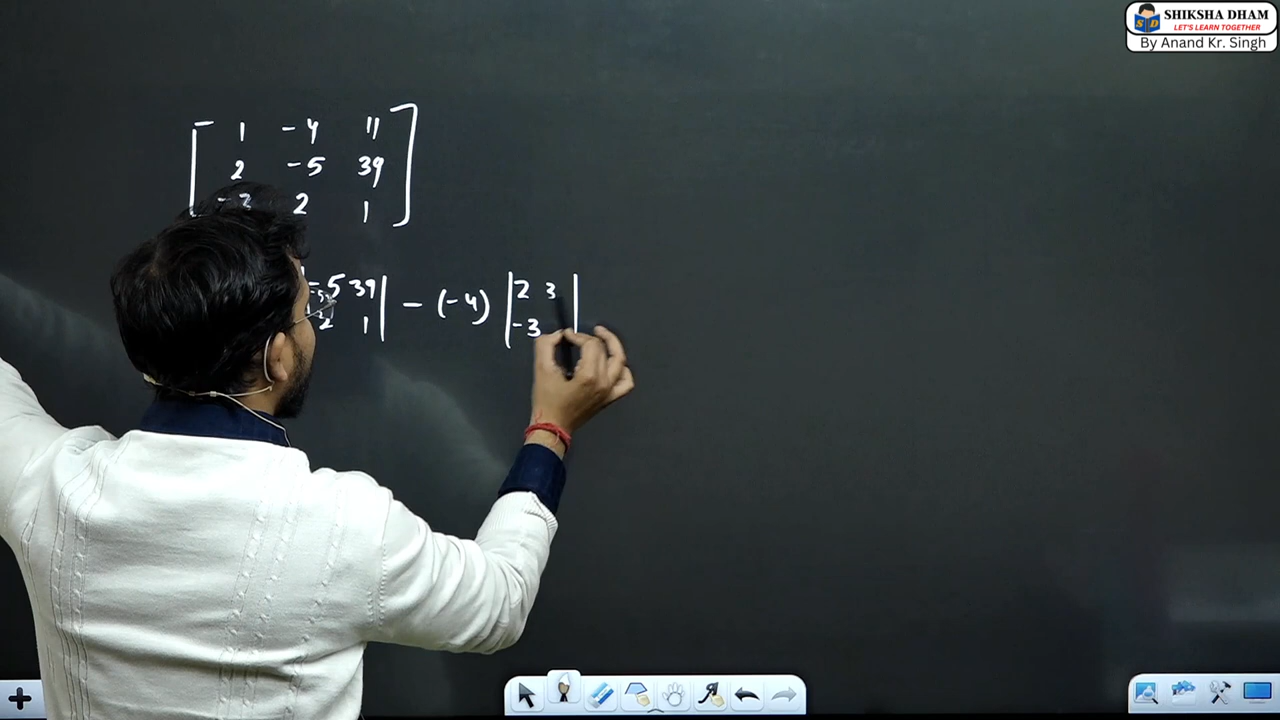 SHIKSHA DHAM
LET'S LEARN TOGETHER
S D
By Anand Kr. Singh
1 -4 11
2 -5 39
2 1
-5 39 - (-4) 2 3
2 1 -3